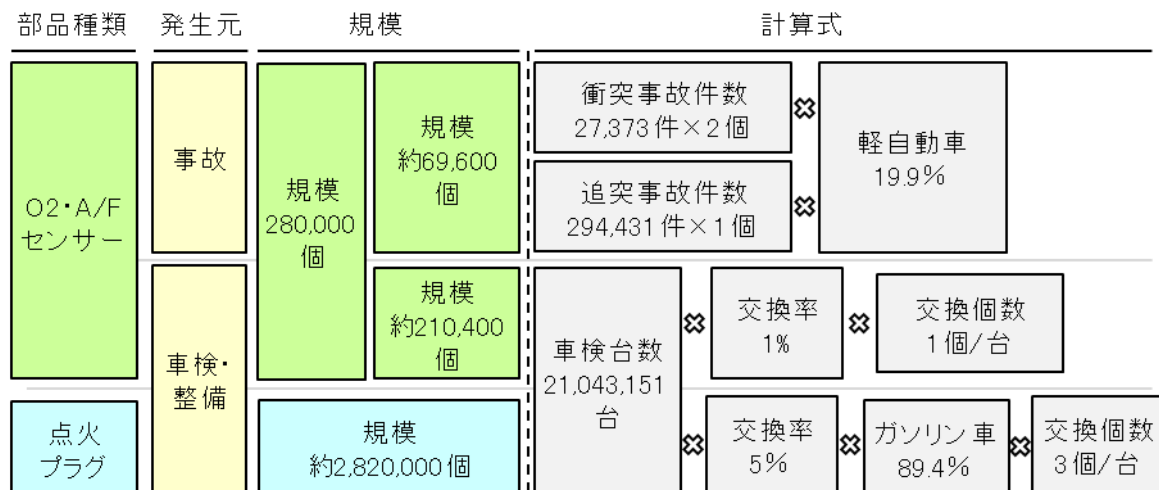 部品種類
発生元
規模
計算式
O2・A/F
センサー
事故
規模
280,000
個
規模
約69,600
個
衝突事故件数
27,373件×2個
追突事故件数
294,431件×1個
軽自動車
19.9%
車検・
整備
規模
約210,400
個
車検台数
21,043,151
台
交換率
1%
交換個数
1個/台
点火
プラグ
規模
約2,820,000個
交換率
5%
ガソリン車
89.4%
交換個数
3個/台